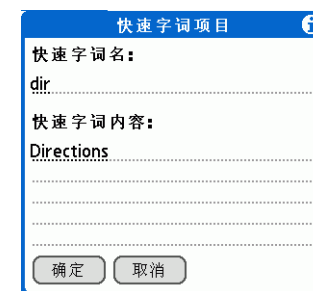 快速字词项目
快速字词名:
dir
快速字词内容:
Directions
确定 取消